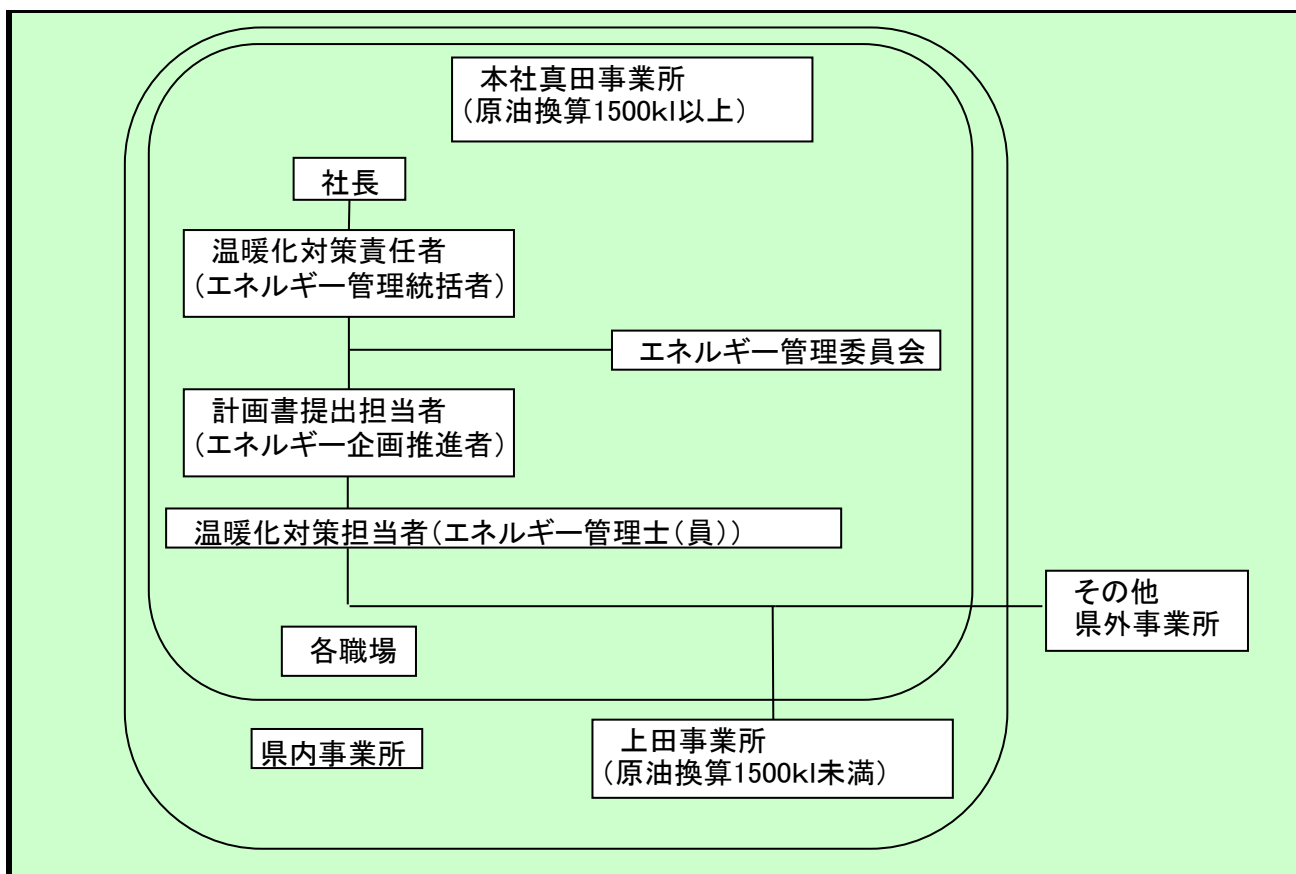 本社真田事業所
(原油換算1500kl以上)
社長
温暖化対策責任者
(エネルギー管理統括者)
エネルギー管理委員会
計画書提出担当者
(エネルギー企画推進者)
温暖化対策担当者(エネルギー管理士(員))
その他
県外事業所
各職場
県内事業所
上田事業所
(原油換算1500kl未満)